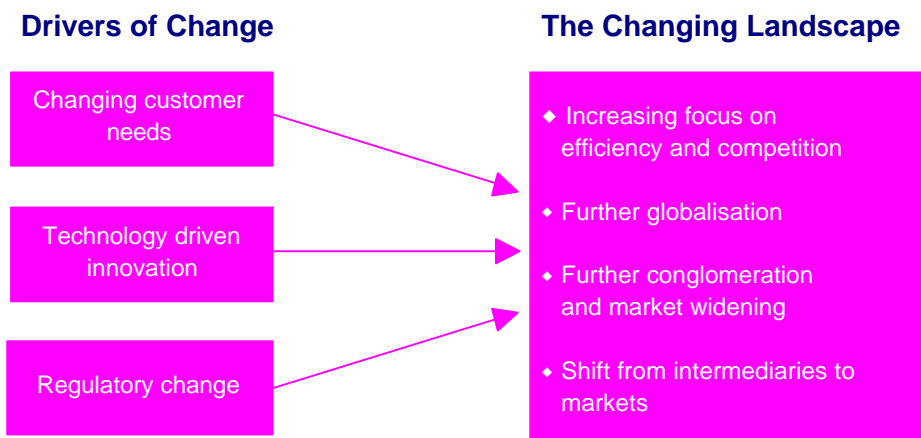 Drivers of Change
Changing customer
needs
Technology driven
innovation
Regulatory change
The Changing Landscape
◆ Increasing focus on
efficiency and competition
◆ Further globalisation
◆ Further conglomeration
and market widening
◆ Shift from intermediaries to
markets